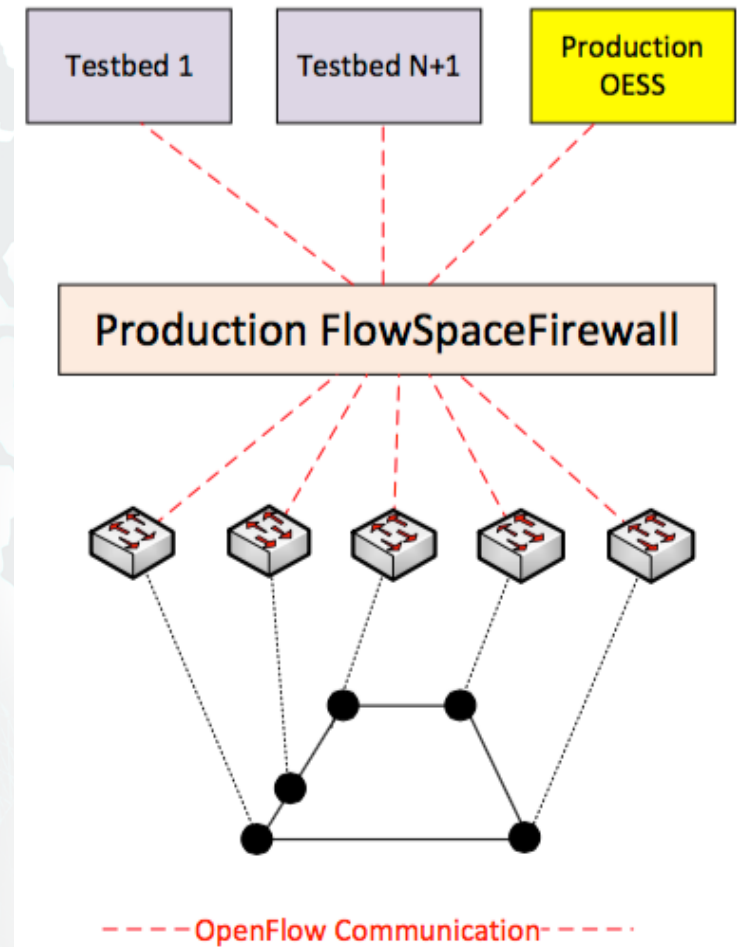 Testbed 1
Testbed N+1
Production
OESS
Production FlowSpaceFirewall
OpenFlow Communication